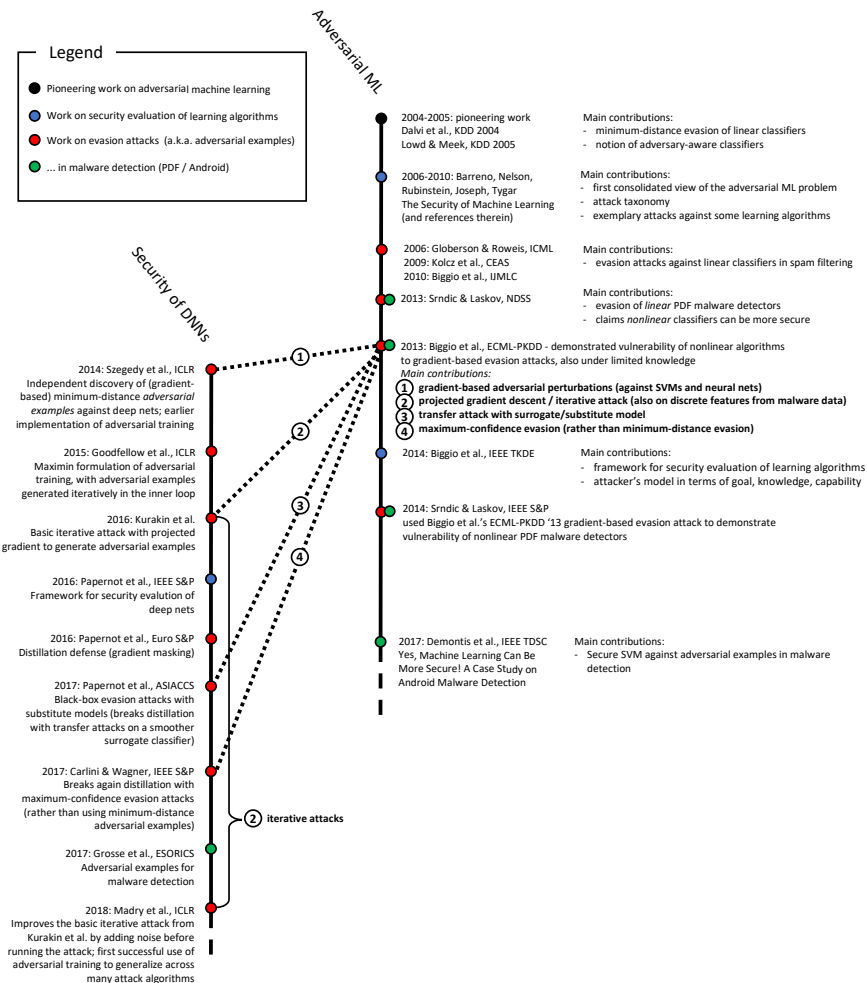 Legend
Pioneering work on adversarial machine learning
Work on security evaluation of learning algorithms
Work on evasion attacks (a.k.a. adversarial examples)
... in malware detection (PDF / Android)
Adversarial ML
2004-2005: pioneering work
Dalvi et al., KDD 2004
Lowd & Meek, KDD 2005
Main contributions:
- minimum-distance evasion of linear classifiers
- notion of adversary-aware classifiers
2006-2010: Barreno, Nelson,
Rubinstein, Joseph, Tygar
The Security of Machine Learning
(and references therein)
Main contributions:
- first consolidated view of the adversarial ML problem
- attack taxonomy
- exemplary attacks against some learning algorithms
2006: Globerson & Roweis, ICML
2009: Kolcz et al., CEAS
2010: Biggio et al., IJMLC
Main contributions:
- evasion attacks against linear classifiers in spam filtering
2013: Srndic & Laskov, NDSS
Main contributions:
- evasion of linear PDF malware detectors
- claims nonlinear classifiers can be more secure
2013: Biggio et al., ECML-PKDD - demonstrated vulnerability of nonlinear algorithms
to gradient-based evasion attacks, also under limited knowledge
Main contributions:
1 gradient-based adversarial perturbations (against SVMs and neural nets)
2 projected gradient descent / iterative attack (also on discrete features from malware data)
3 transfer attack with surrogate/substitute model
4 maximum-confidence evasion (rather than minimum-distance evasion)
2014: Biggio et al., IEEE TKDE
Main contributions:
- framework for security evaluation of learning algorithms
- attacker's model in terms of goal, knowledge, capability
2014: Srndic & Laskov, IEEE S&P
used Biggio et al.'s ECML-PKDD '13 gradient-based evasion attack to demonstrate
vulnerability of nonlinear PDF malware detectors
2017: Demontis et al., IEEE TDSC
Yes, Machine Learning Can Be
More Secure! A Case Study on
Android Malware Detection
Main contributions:
- Secure SVM against adversarial examples in malware
detection
Security of DNNs
1
2
3
4
2014: Szegedy et al., ICLR
Independent discovery of (gradient-
based) minimum-distance adversarial
examples against deep nets; earlier
implementation of adversarial training
2015: Goodfellow et al., ICLR
Maximin formulation of adversarial
training, with adversarial examples
generated iteratively in the inner loop
2016: Kurakin et al.
Basic iterative attack with projected
gradient to generate adversarial examples
2016: Papernot et al., IEEE S&P
Framework for security evalution of
deep nets
2016: Papernot et al., Euro S&P
Distillation defense (gradient masking)
2017: Papernot et al., ASIACCS
Black-box evasion attacks with
substitute models (breaks distillation
with transfer attacks on a smoother
surrogate classifier)
2017: Carlini & Wagner, IEEE S&P
Breaks again distillation with
maximum-confidence evasion attacks
(rather than using minimum-distance
adversarial examples)
2 iterative attacks
2017: Grosse et al., ESORICS
Adversarial examples for
malware detection
2018: Madry et al., ICLR
Improves the basic iterative attack from
Kurakin et al. by adding noise before
running the attack; first successful use of
adversarial training to generalize across
many attack algorithms